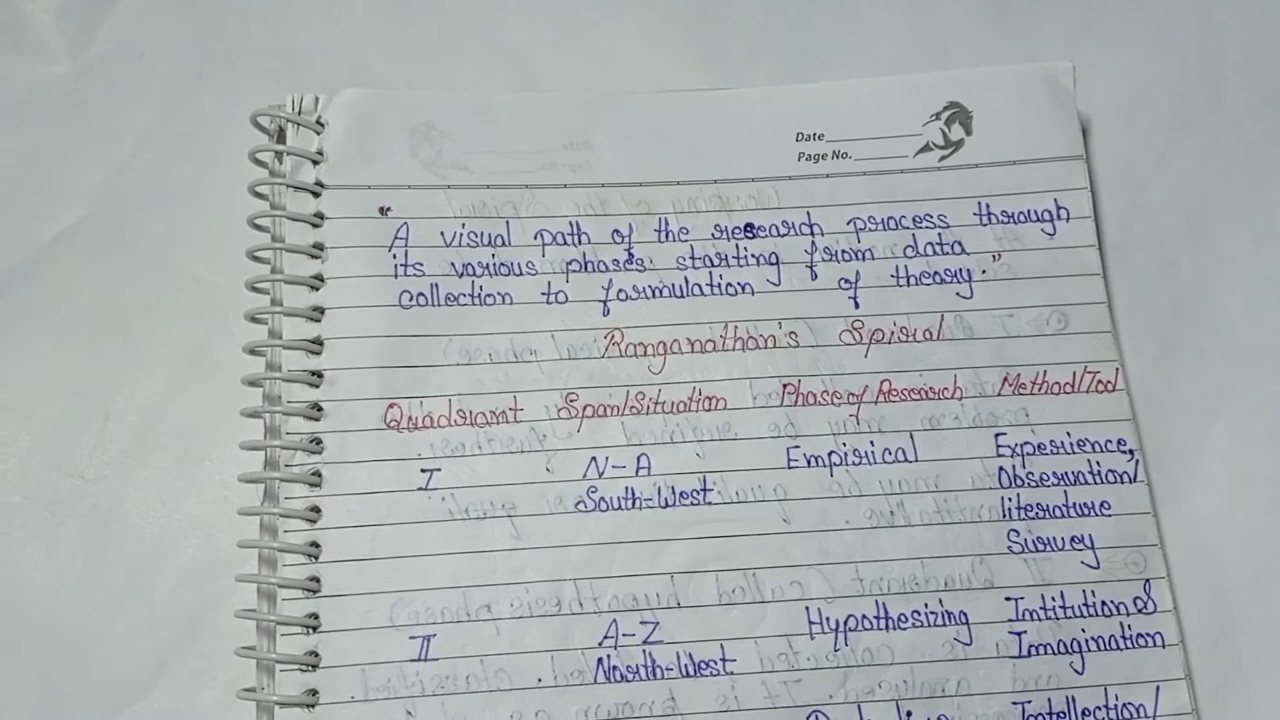 Date
Page No.
"A visual path of the research process through
its various phases starting from data
collection to formulation of theory."
Ranganathan's Spiral
Quadrant Span/Situation Phase of Research Method/Tool
I N-A Empirical Experience,
South-West Observation/
literature
Survey
II A-Z Hypothesizing Intitution &
North-West Imagination
Intellection/